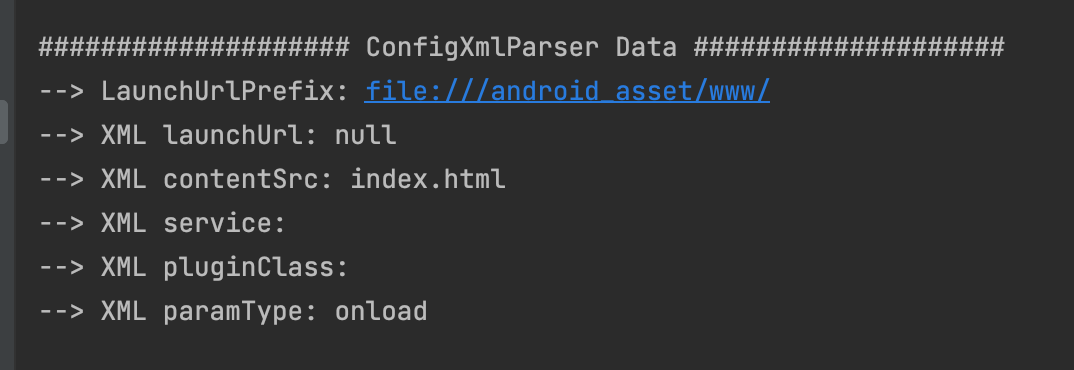 #################### ConfigXmlParser Data ####################
--> LaunchUrlPrefix: file:///android_asset/www/
--> XML launchUrl: null
--> XML contentSrc: index.html
--> XML service:
--> XML pluginClass:
--> XML paramType: onload